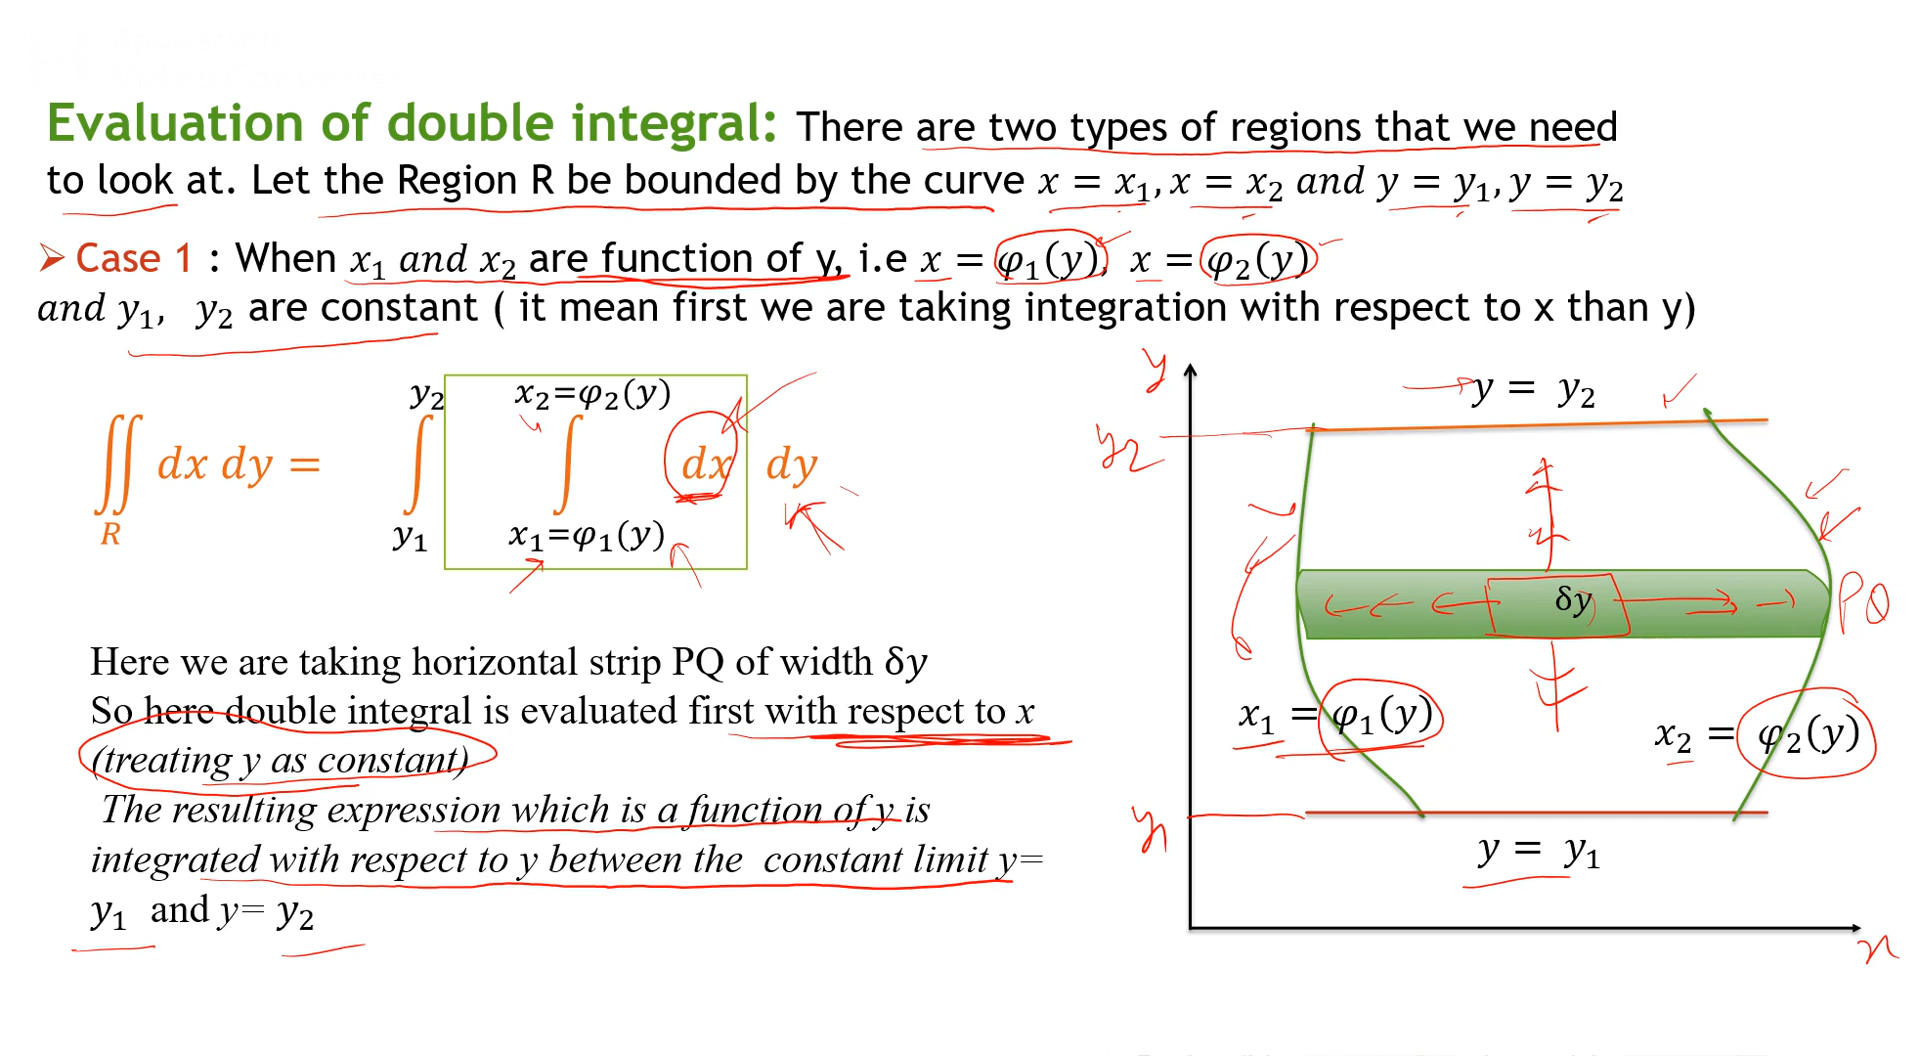 Evaluation of double integral: There are two types of regions that we need
to look at. Let the Region R be bounded by the curve x = x₁, x = x₂ and y = y₁, y = y₂
➢ Case 1 : When x₁ and x₂ are function of y, i.e x = φ₁(y), x = φ₂(y)
and y₁, y₂ are constant ( it mean first we are taking integration with respect to x than y)
y₂ x₂=φ₂(y)
∬ dx dy = ∫ ∫ dx dy
R
y₁ x₁=φ₁(y)
Here we are taking horizontal strip PQ of width δy
So here double integral is evaluated first with respect to x
(treating y as constant)
The resulting expression which is a function of y is
integrated with respect to y between the constant limit y=
y₁ and y= y₂
y
y = y₂
y₂
δy
PQ
x₁ = φ₁(y)
x₂ = φ₂(y)
y₁
y = y₁
x